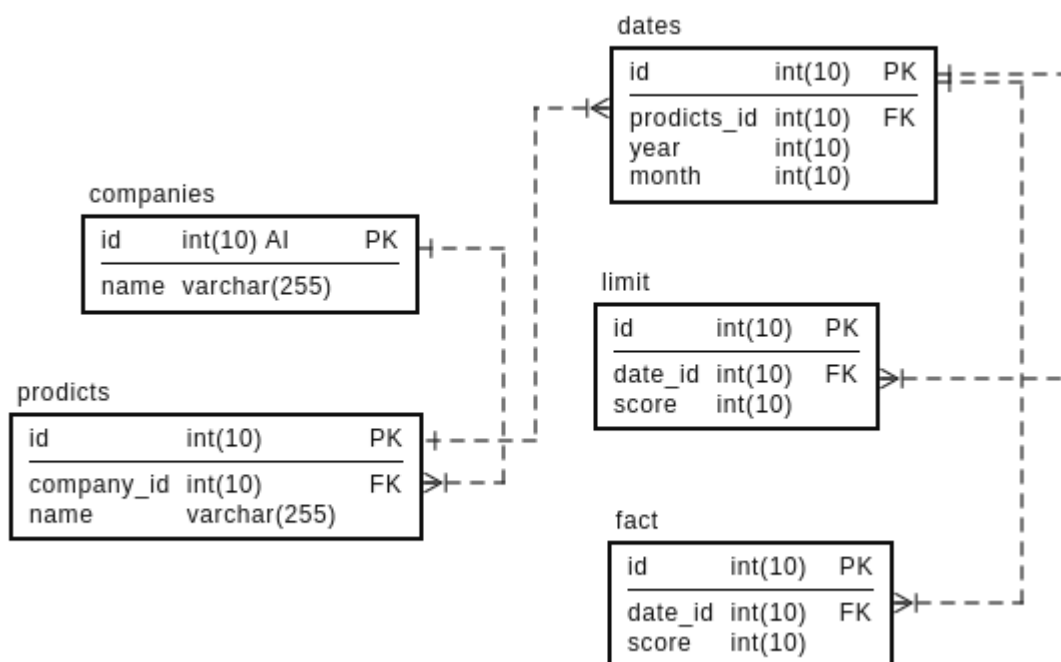 dates
id int(10) PK
prodicts_id int(10) FK
year int(10)
month int(10)
companies
id int(10) AI PK
name varchar(255)
limit
id int(10) PK
date_id int(10) FK
score int(10)
prodicts
id int(10) PK
company_id int(10) FK
name varchar(255)
fact
id int(10) PK
date_id int(10) FK
score int(10)